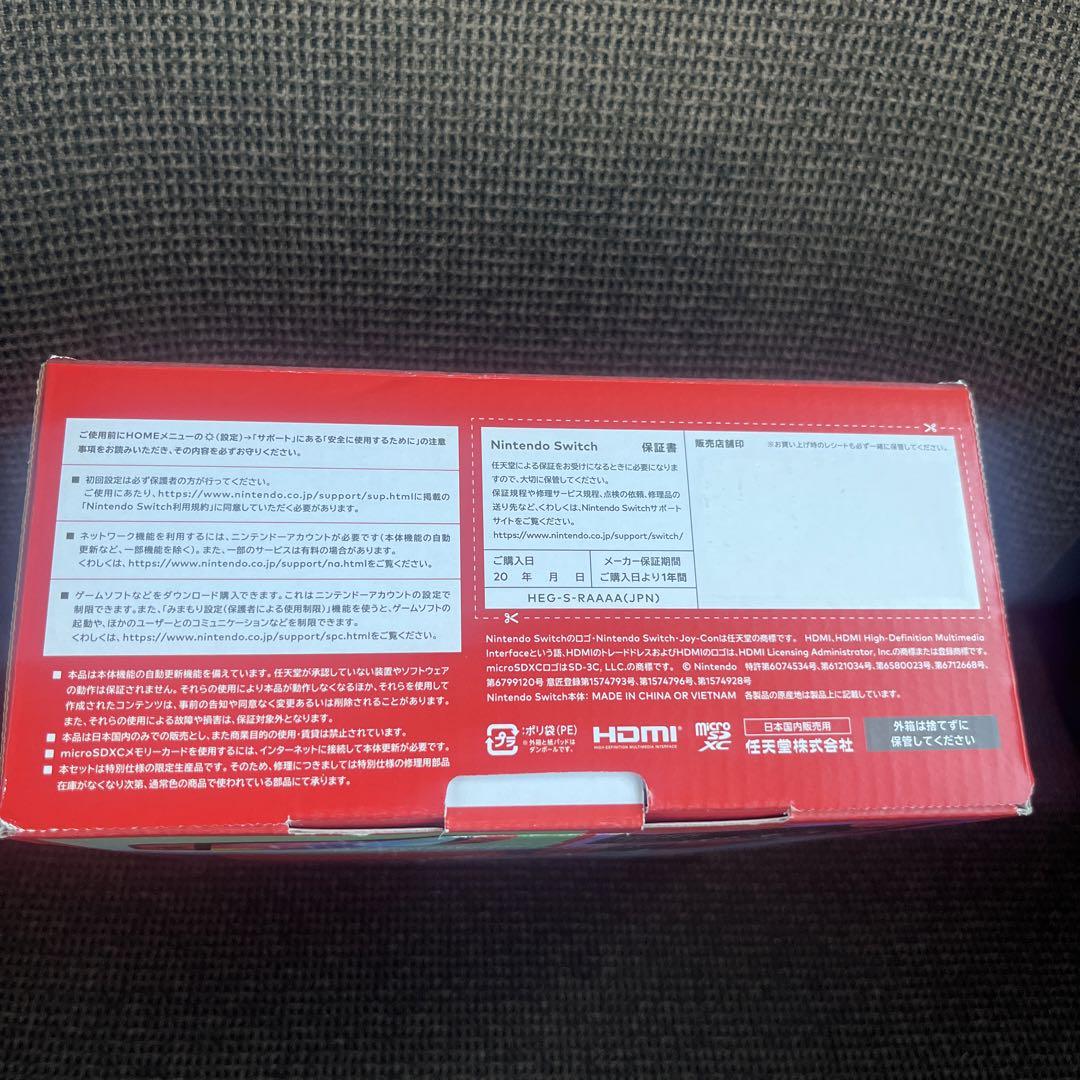 ご使用前にHOMEメニューの(設定)→「サポート」にある「安全に使用するために」の注意
事項をお読みいただき、その内容を必ずお守りください。
■ 初回設定は必ず保護者の方が行ってください。
ご使用にあたり、https://www.nintendo.co.jp/support/sup.htmlに掲載の
「Nintendo Switch利用規約」に同意していただく必要があります。
■ ネットワーク機能を利用するには、ニンテンドーアカウントが必要です(本体機能の自動
更新など、一部機能を除く)。また、一部のサービスは有料の場合があります。
くわしくは、https://www.nintendo.co.jp/support/na.htmlをご覧ください。
■ ゲームソフトなどをダウンロード購入できます。これはニンテンドーアカウントの設定で
制限できます。また、「みまもり設定(保護者による使用制限)」機能を使うと、ゲームソフトの
起動や、ほかのユーザーとのコミュニケーションなどを制限できます。
くわしくは、https://www.nintendo.co.jp/support/spc.htmlをご覧ください。
■ 本品は本体機能の自動更新機能を備えています。任天堂が承認していない装置やソフトウェア
の動作は保証されません。それらの使用により本品が動作しなくなるほか、それらを使用して
作成されたコンテンツは、事前の告知や同意なく変更あるいは削除されることがあります。
また、それらの使用による故障や損害は、保証対象外となります。
■ 本品は日本国内のみでの販売とし、また商業目的の使用・賃貸は禁止されています。
■ microSDXCメモリーカードを使用するには、インターネットに接続して本体更新が必要です。
■ 本セットは特別仕様の限定生産品です。そのため、修理につきましては特別仕様の修理用部品
在庫がなくなり次第、通常色の商品で使われている部品にて承ります。
Nintendo Switch 保証書
任天堂による保証をお受けになるときに必要になりま
すので、大切に保管してください。
保証規程や修理サービス規程、点検の依頼、修理品の
送り先など、くわしくは、Nintendo Switchサポート
サイトをご覧ください。
https://www.nintendo.co.jp/support/switch/
ご購入日
20 年 月 日
メーカー保証期間
ご購入日より1年間
HEG-S-RAAAA(JPN)
販売店舗印 ※お買い上げ時のレシートも必ず一緒に保管してください。
Nintendo Switchのロゴ・Nintendo Switch・Joy-Conは任天堂の商標です。 HDMI、HDMI High-Definition Multimedia
Interfaceという語、HDMIのトレードドレスおよびHDMIのロゴは、HDMI Licensing Administrator, Inc.の商標または登録商標です。
microSDXCロゴはSD-3C, LLC.の商標です。 © Nintendo 特許第6074534号、第6121034号、第6580023号、第6712668号、
第6799120号 意匠登録第1574793号、第1574796号、第1574928号
Nintendo Switch本体: MADE IN CHINA OR VIETNAM 各製品の原産地は製品上に記載しています。
プラ
:ポリ袋(PE)
※外箱と紙パッドは
ダンボールです。
HDMI
HIGH-DEFINITION MULTIMEDIA INTERFACE
micro
SD
XC
日本国内販売用
任天堂株式会社
外箱は捨てずに
保管してください